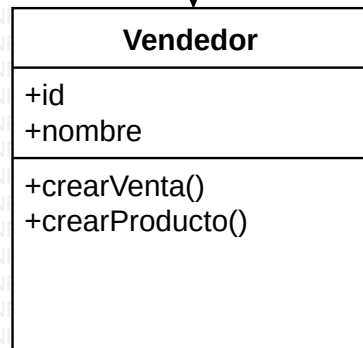 Vendedor
+id
+nombre
+crearVenta()
+crearProducto()